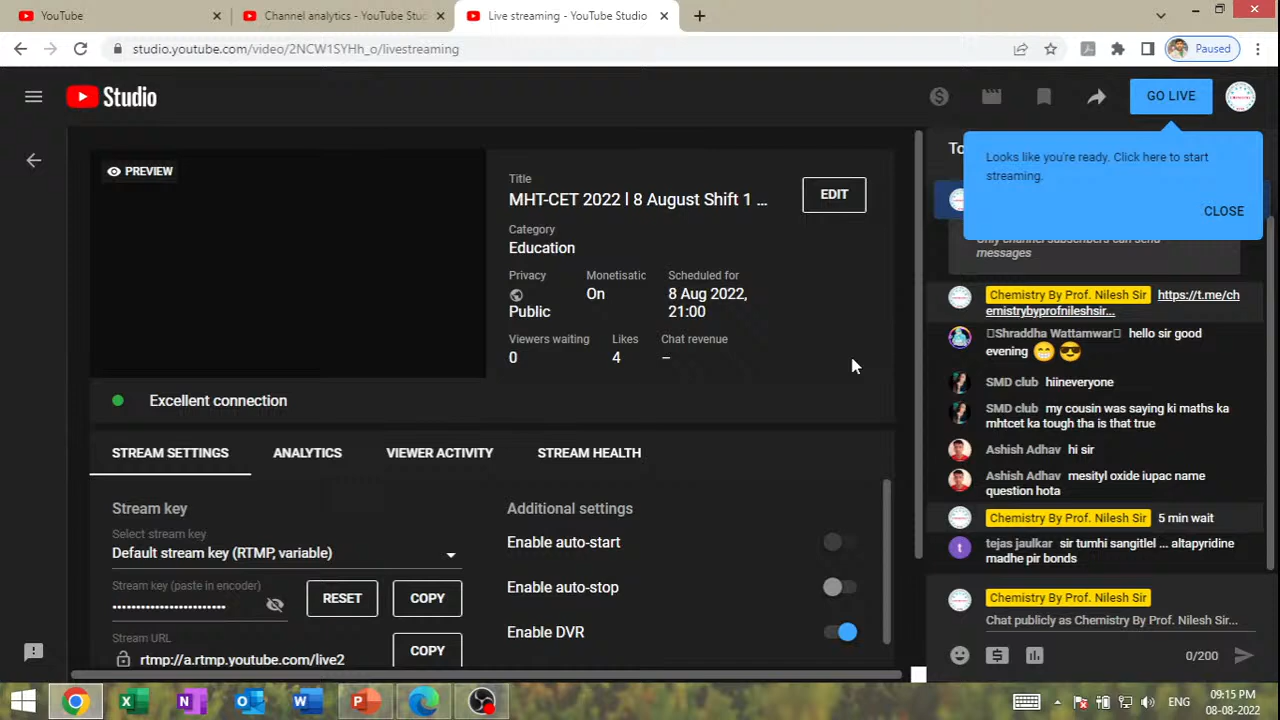 YouTube
Channel analytics - YouTube Studi
Live streaming - YouTube Studio
studio.youtube.com/video/2NCW1SYHh_o/livestreaming
Paused
Studio
GO LIVE
PREVIEW
Title
MHT-CET 2022 | 8 August Shift 1 ...
EDIT
Category
Education
Privacy
Public
Monetisatic
On
Scheduled for
8 Aug 2022,
21:00
Viewers waiting
0
Likes
4
Chat revenue
–
Excellent connection
STREAM SETTINGS
ANALYTICS
VIEWER ACTIVITY
STREAM HEALTH
Stream key
Select stream key
Default stream key (RTMP, variable)
Stream key (paste in encoder)
••••••••••••••••••••••••
RESET
COPY
Stream URL
rtmp://a.rtmp.youtube.com/live2
COPY
Additional settings
Enable auto-start
Enable auto-stop
Enable DVR
To
Looks like you're ready. Click here to start
streaming.
CLOSE
Only channel subscribers can send
messages
Chemistry By Prof. Nilesh Sir https://t.me/ch
emistrybyprofnileshsir...
Shraddha Wattamwar hello sir good
evening 😁 😎
SMD club hiineveryone
SMD club my cousin was saying ki maths ka
mhtcet ka tough tha is that true
Ashish Adhav hi sir
Ashish Adhav mesityl oxide iupac name
question hota
Chemistry By Prof. Nilesh Sir 5 min wait
t
tejas jaulkar sir tumhi sangitlel ... altapyridine
madhe pir bonds
Chemistry By Prof. Nilesh Sir
Chat publicly as Chemistry By Prof. Nilesh Sir...
0/200
ENG
09:15 PM
08-08-2022